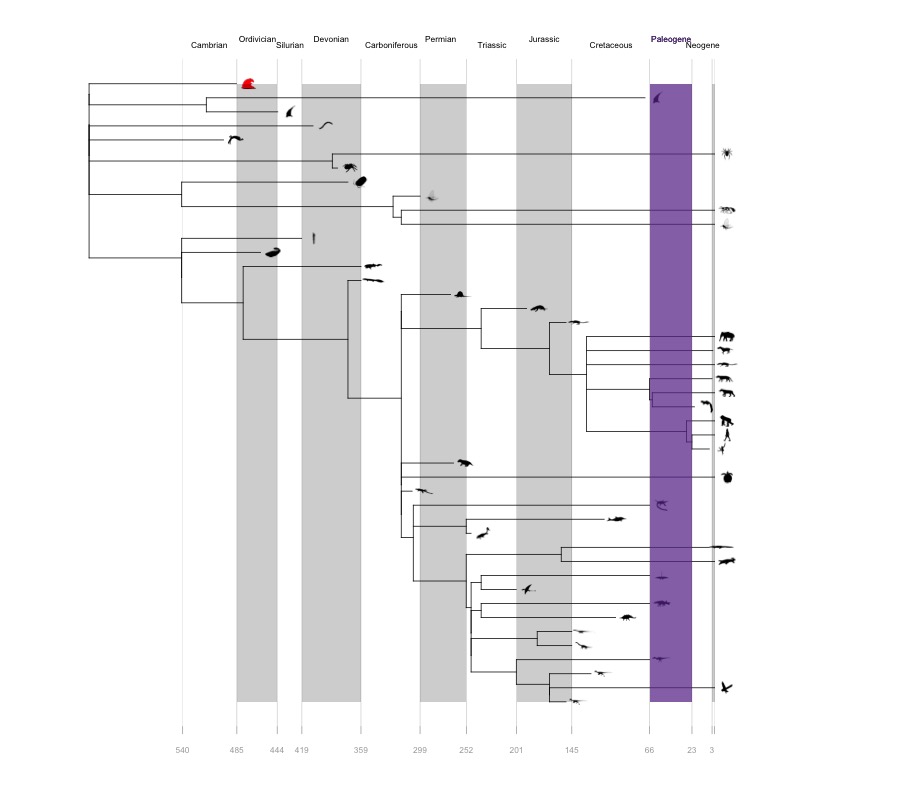 Ordivician Devonian Permian Jurassic Paleogene
Cambrian Silurian Carboniferous Triassic Cretaceous Neogene
540 485 444 419 359 299 252 201 145 66 23 3